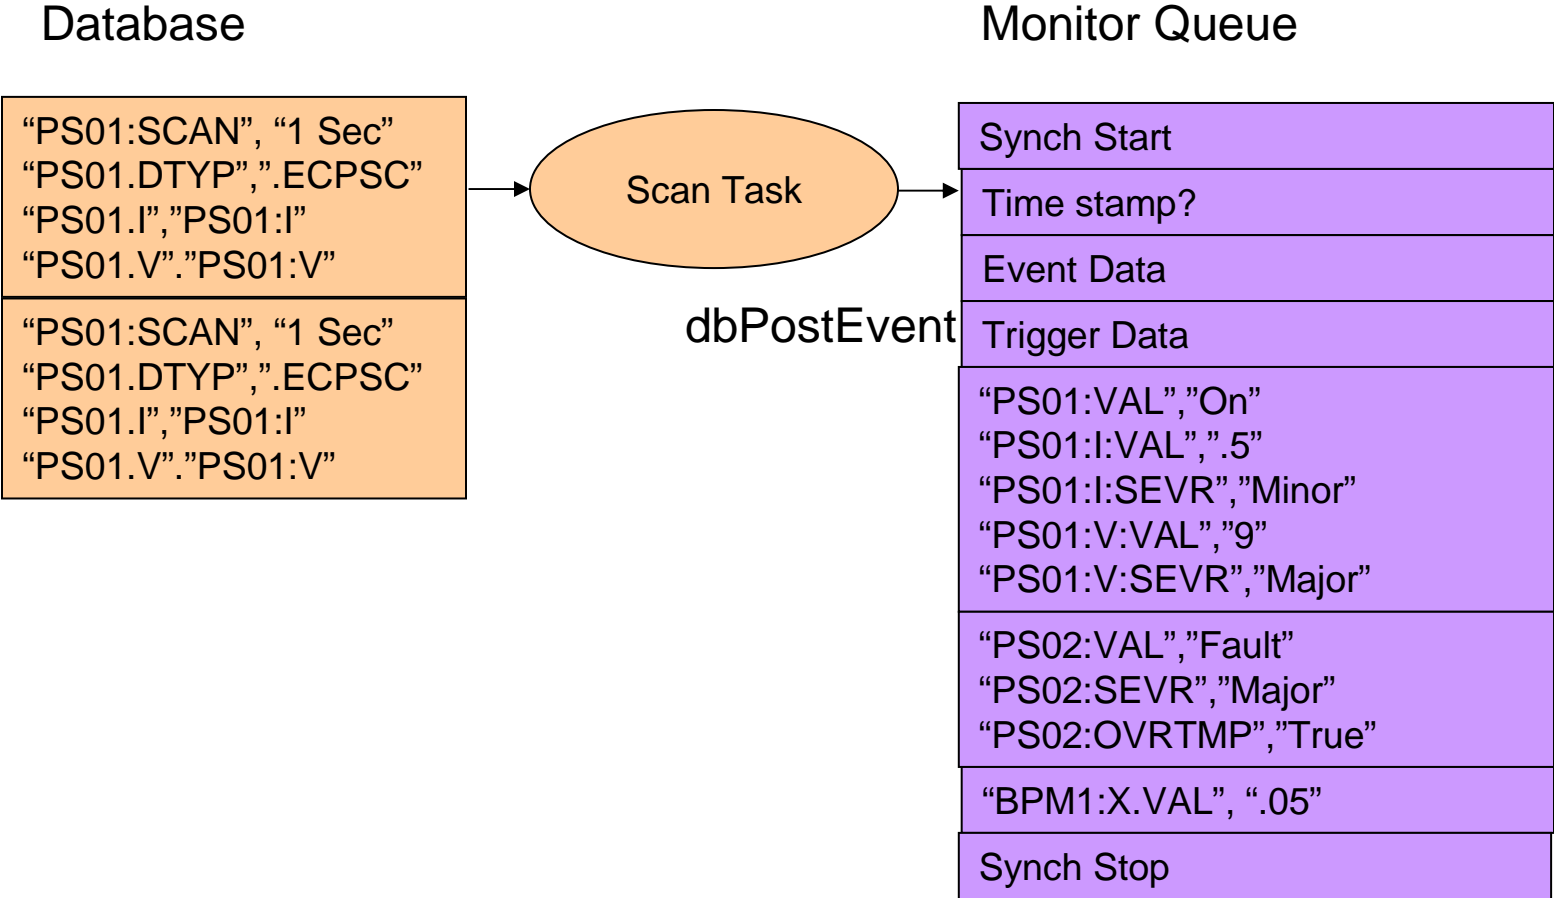 Database
Monitor Queue
“PS01:SCAN”, “1 Sec”
“PS01.DTYP”,”.ECPSC”
“PS01.I”,”PS01:I”
“PS01.V”.”PS01:V”
“PS01:SCAN”, “1 Sec”
“PS01.DTYP”,”.ECPSC”
“PS01.I”,”PS01:I”
“PS01.V”.”PS01:V”
Scan Task
dbPostEvent
Synch Start
Time stamp?
Event Data
Trigger Data
“PS01:VAL”,”On”
“PS01:I:VAL”,”.5”
“PS01:I:SEVR”,”Minor”
“PS01:V:VAL”,”9”
“PS01:V:SEVR”,”Major”
“PS02:VAL”,”Fault”
“PS02:SEVR”,”Major”
“PS02:OVRTMP”,”True”
“BPM1:X.VAL”, “.05”
Synch Stop